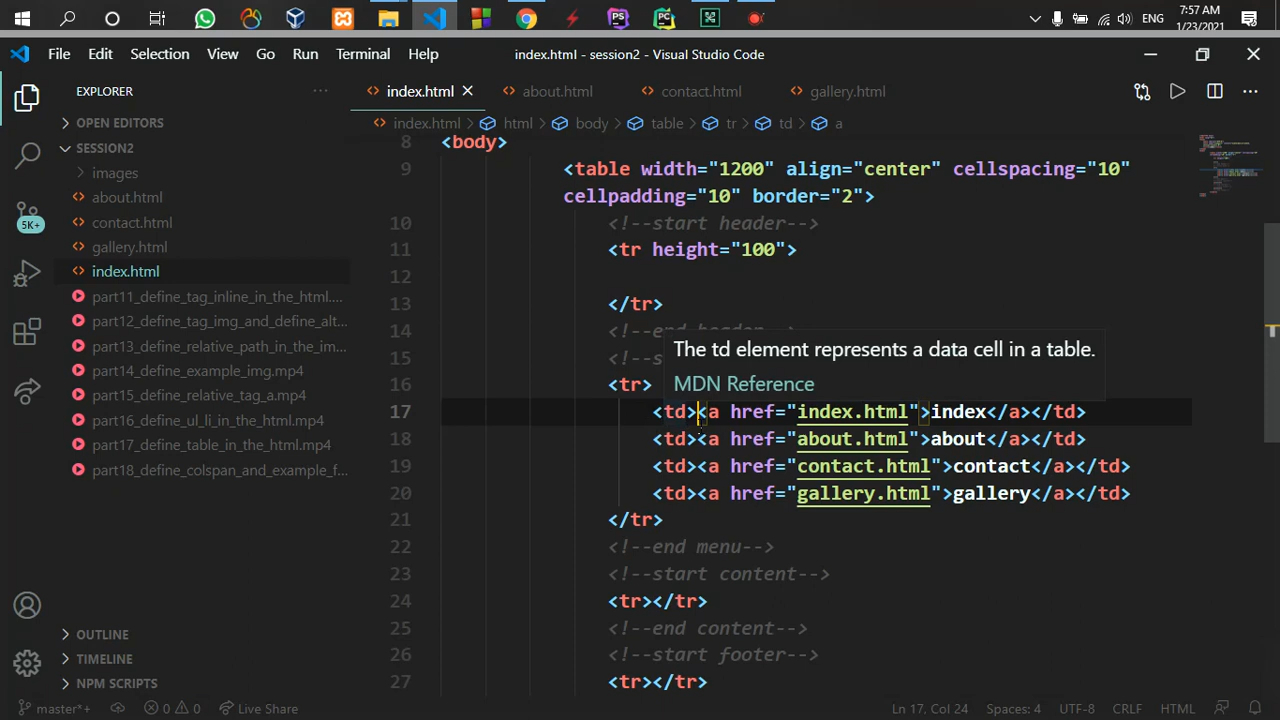 7:57 AM
ENG
1/23/2021
File Edit Selection View Go Run Terminal Help
index.html - session2 - Visual Studio Code
EXPLORER
index.html
about.html
contact.html
gallery.html
OPEN EDITORS
index.html > html > body > table > tr > td > a
SESSION2
images
about.html
contact.html
gallery.html
index.html
part11_define_tag_inline_in_the_html....
part12_define_tag_img_and_define_alt...
part13_define_relative_path_in_the_im...
part14_define_example_img.mp4
part15_define_relative_tag_a.mp4
part16_define_ul_li_in_the_html.mp4
part17_define_table_in_the_html.mp4
part18_define_colspan_and_example_f...
5K+
OUTLINE
TIMELINE
NPM SCRIPTS
8 <body>
9 <table width="1200" align="center" cellspacing="10"
cellpadding="10" border="2">
10 <!--start header-->
11 <tr height="100">
12
13 </tr>
14 <!--end header-->
15 <!--s
The td element represents a data cell in a table.
MDN Reference
16 <tr>
17 <td><a href="index.html">index</a></td>
18 <td><a href="about.html">about</a></td>
19 <td><a href="contact.html">contact</a></td>
20 <td><a href="gallery.html">gallery</a></td>
21 </tr>
22 <!--end menu-->
23 <!--start content-->
24 <tr></tr>
25 <!--end content-->
26 <!--start footer-->
27 <tr></tr>
master*+ 0 0 Live Share Ln 17, Col 24 Spaces: 4 UTF-8 CRLF HTML